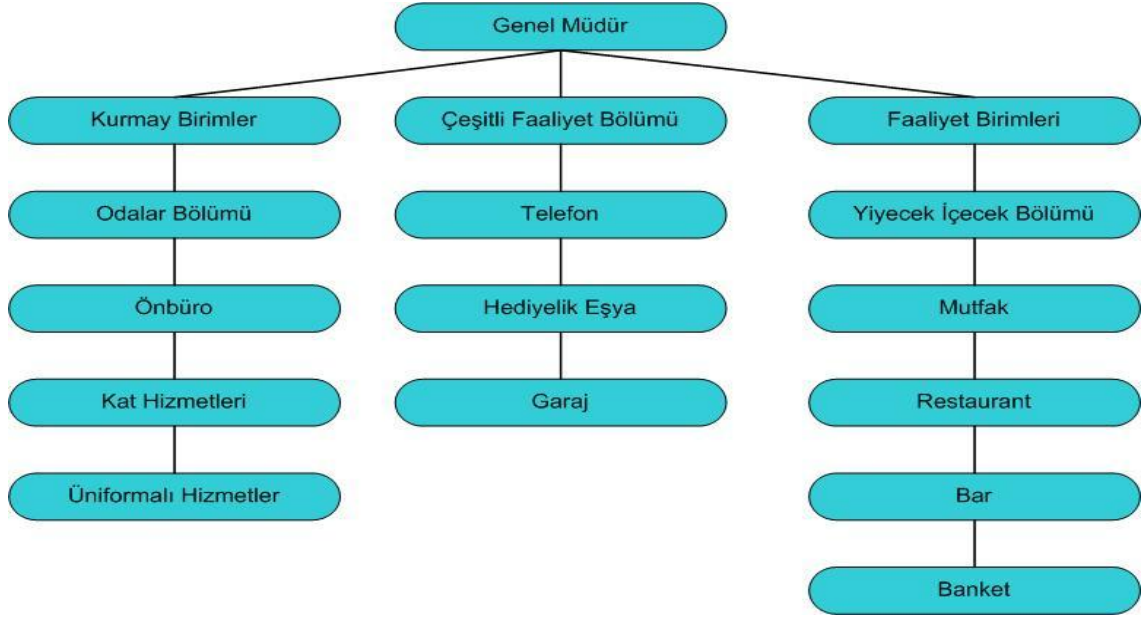 Genel Müdür
Kurmay Birimler
Çeşitli Faaliyet Bölümü
Faaliyet Birimleri
Odalar Bölümü
Telefon
Yiyecek İçecek Bölümü
Önbüro
Hediyelik Eşya
Mutfak
Kat Hizmetleri
Garaj
Restaurant
Üniformalı Hizmetler
Bar
Banket